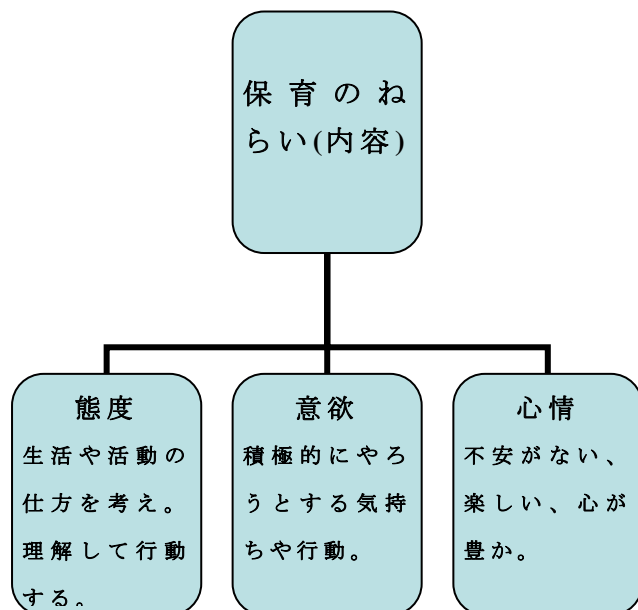 保育のね
らい(内容)
態度
生活や活動の
仕方を考え。
理解して行動
する。
意欲
積極的にやろ
うとする気持
ちや行動。
心情
不安がない、
楽しい、心が
豊か。